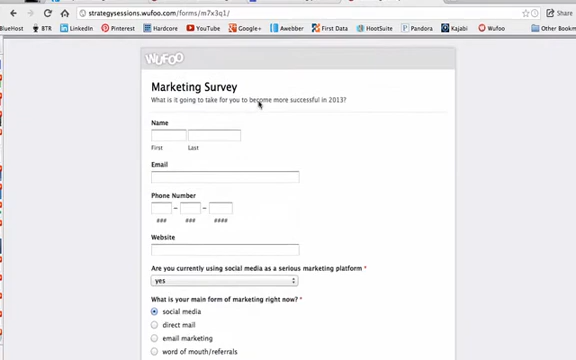 strategysessions.wufoo.com/forms/m7x3q1/
Share
BlueHost
BTR
LinkedIn
Pinterest
Hardcore
YouTube
Google+
Awebber
First Data
HootSuite
Pandora
Kajabi
Wufoo
Other Bookm
WUFOO
Marketing Survey
What is it going to take for you to become more successful in 2013?
Name
First Last
Email
Phone Number
– –
### ### ####
Website
Are you currently using social media as a serious marketing platform *
yes
What is your main form of marketing right now? *
social media
direct mail
email marketing
word of mouth/referrals